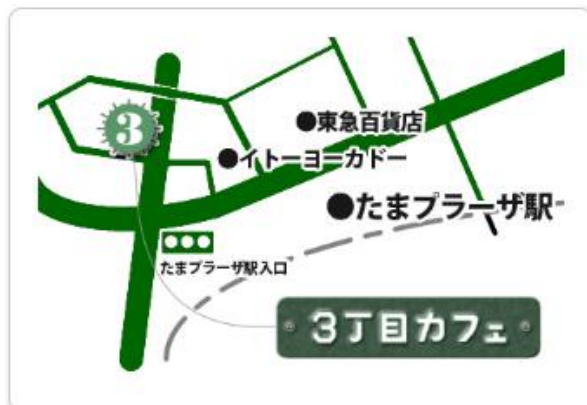 3
●東急百貨店
●イトーヨーカドー
●たまプラーザ駅
たまプラーザ駅入口
3丁目カフェ